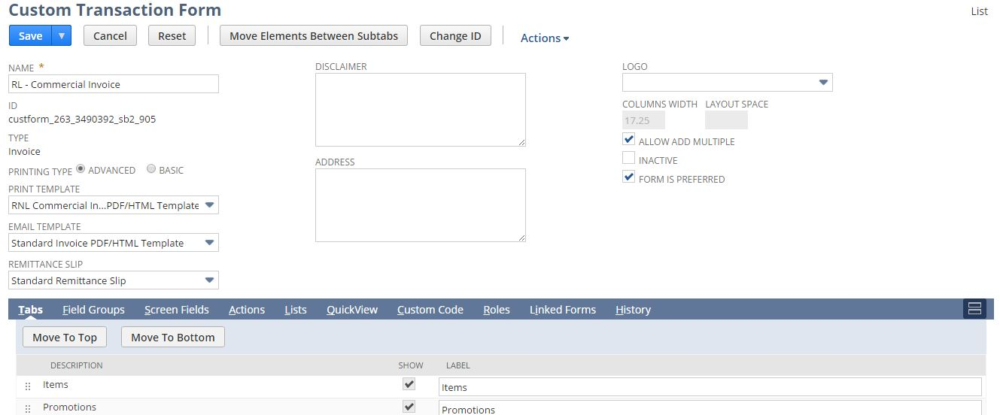 Custom Transaction Form
List
Save
Cancel
Reset
Move Elements Between Subtabs
Change ID
Actions
NAME *
RL - Commercial Invoice
ID
custform_263_3490392_sb2_905
TYPE
Invoice
PRINTING TYPE ADVANCED BASIC
PRINT TEMPLATE
RNL Commercial In...PDF/HTML Template
EMAIL TEMPLATE
Standard Invoice PDF/HTML Template
REMITTANCE SLIP
Standard Remittance Slip
DISCLAIMER
ADDRESS
LOGO
COLUMNS WIDTH LAYOUT SPACE
17.25
ALLOW ADD MULTIPLE
INACTIVE
FORM IS PREFERRED
Tabs Field Groups Screen Fields Actions Lists QuickView Custom Code Roles Linked Forms History
Move To Top Move To Bottom
DESCRIPTION SHOW LABEL
Items Items
Promotions Promotions